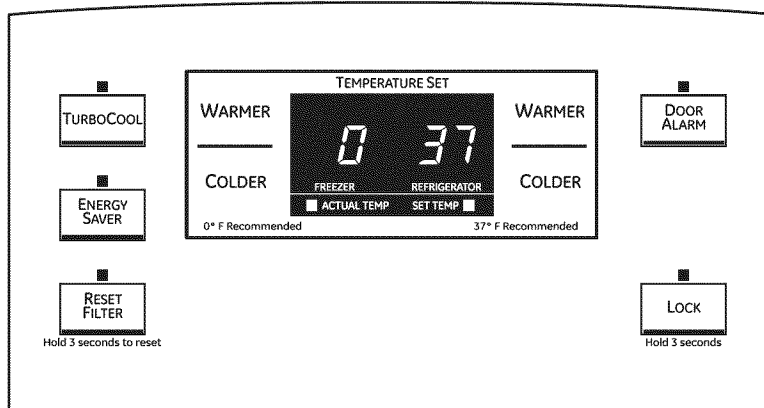 TEMPERATURE SET
TURBOCOOL
WARMER
WARMER
DOOR
ALARM
0 37
COLDER
COLDER
FREEZER REFRIGERATOR
ENERGY
SAVER
ACTUAL TEMP SET TEMP
0° F Recommended 37° F Recommended
RESET
FILTER
LOCK
Hold 3 seconds to reset
Hold 3 seconds